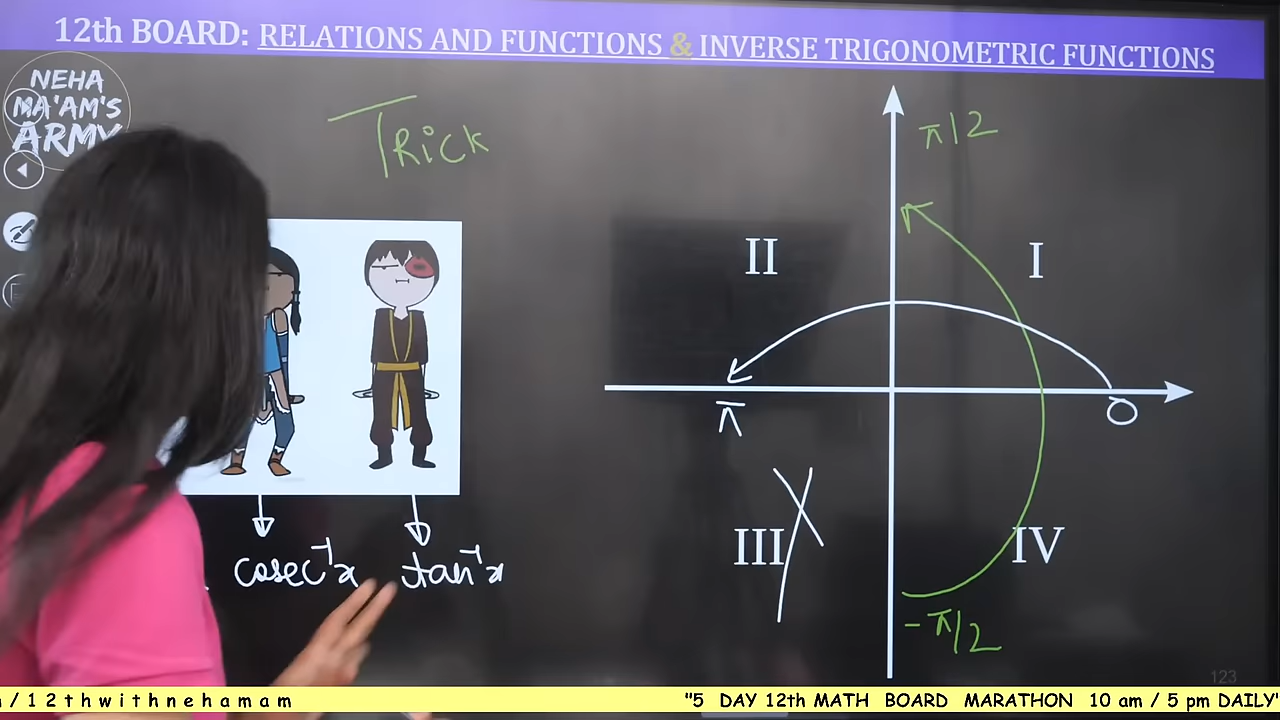 12th BOARD: RELATIONS AND FUNCTIONS & INVERSE TRIGONOMETRIC FUNCTIONS
NEHA
MA'AM'S
ARMY
TRICK
π/2
II
I
π
0
III
IV
-π/2
cosec⁻¹x
tan⁻¹x
123
/ 12thwithnehamam
"5 DAY 12th MATH BOARD MARATHON 10 am / 5 pm DAILY"